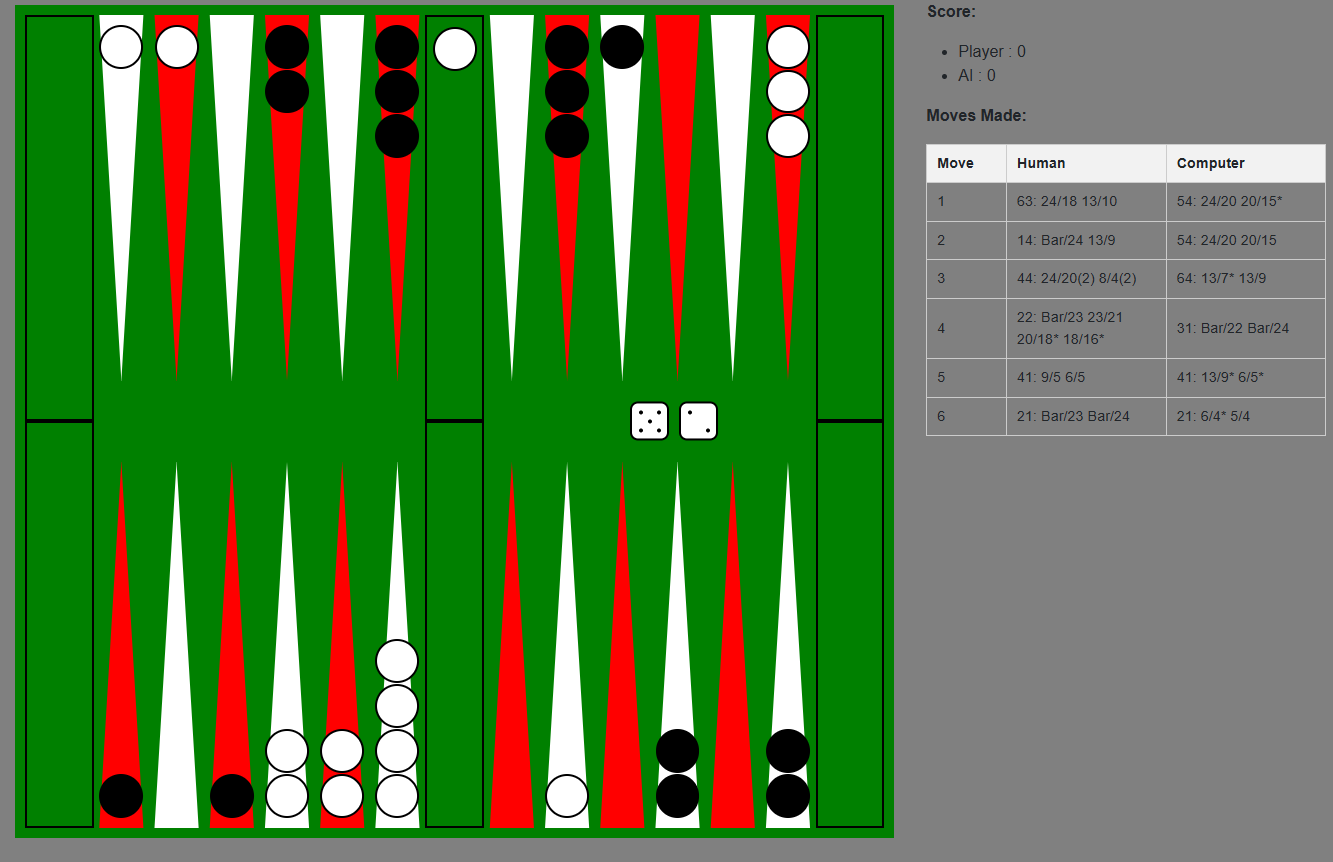 Score:
Player : 0
AI : 0
Moves Made:
Move Human Computer
1 63: 24/18 13/10 54: 24/20 20/15*
2 14: Bar/24 13/9 54: 24/20 20/15
3 44: 24/20(2) 8/4(2) 64: 13/7* 13/9
4 22: Bar/23 23/21 31: Bar/22 Bar/24
20/18* 18/16*
5 41: 9/5 6/5 41: 13/9* 6/5*
6 21: Bar/23 Bar/24 21: 6/4* 5/4